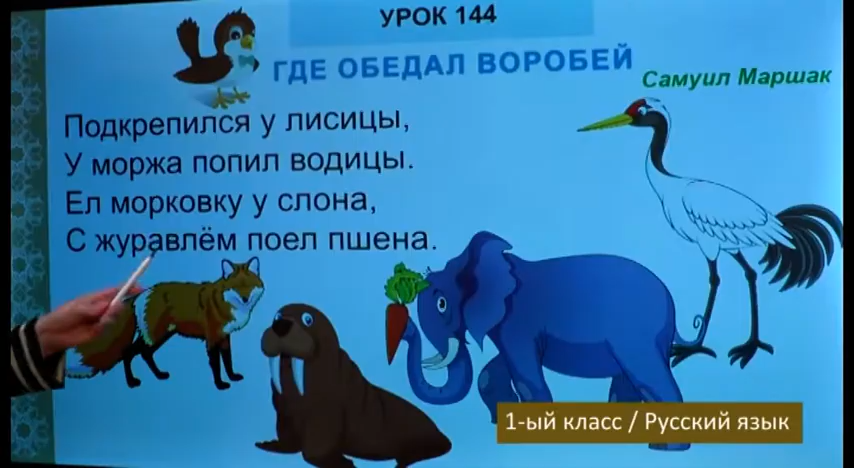 УРОК 144
ГДЕ ОБЕДАЛ ВОРОБЕЙ
Самуил Маршак
Подкрепился у лисицы,
У моржа попил водицы.
Ел морковку у слона,
С журавлём поел пшена.
1-ый класс / Русский язык